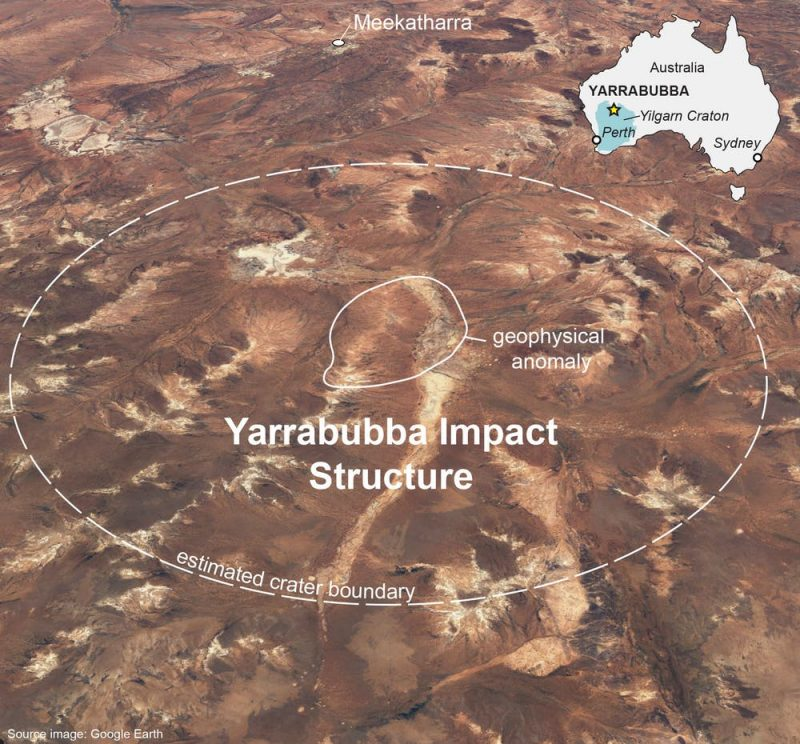 Meekatharra
Australia
YARRABUBBA
Yilgarn Craton
Perth
Sydney
geophysical
anomaly
Yarrabubba Impact
Structure
estimated crater boundary
Source image: Google Earth